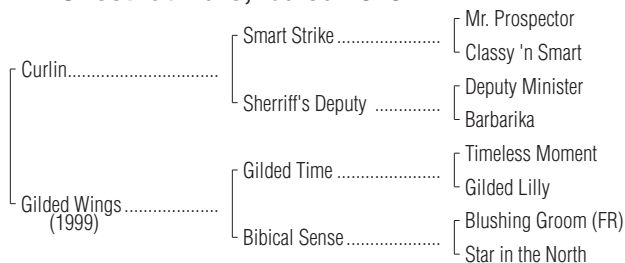 Mr. Prospector
Smart Strike ....................
Classy 'n Smart
Curlin..............................
Deputy Minister
Sherriff's Deputy .............
Barbarika
Timeless Moment
Gilded Time ....................
Gilded Lilly
Gilded Wings ..................
(1999)
Blushing Groom (FR)
Bibical Sense ..................
Star in the North